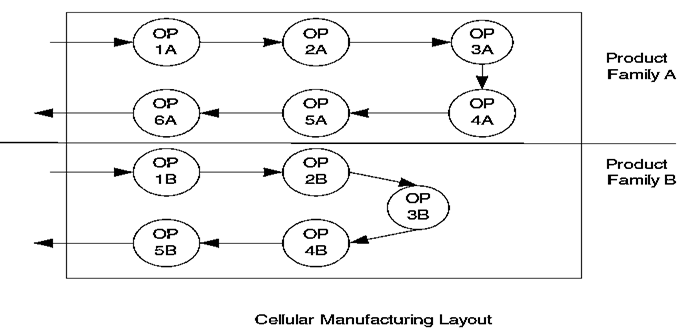 OP
1A
OP
2A
OP
3A
Product
Family A
OP
6A
OP
5A
OP
4A
OP
1B
OP
2B
Product
Family B
OP
3B
OP
5B
OP
4B
Cellular Manufacturing Layout